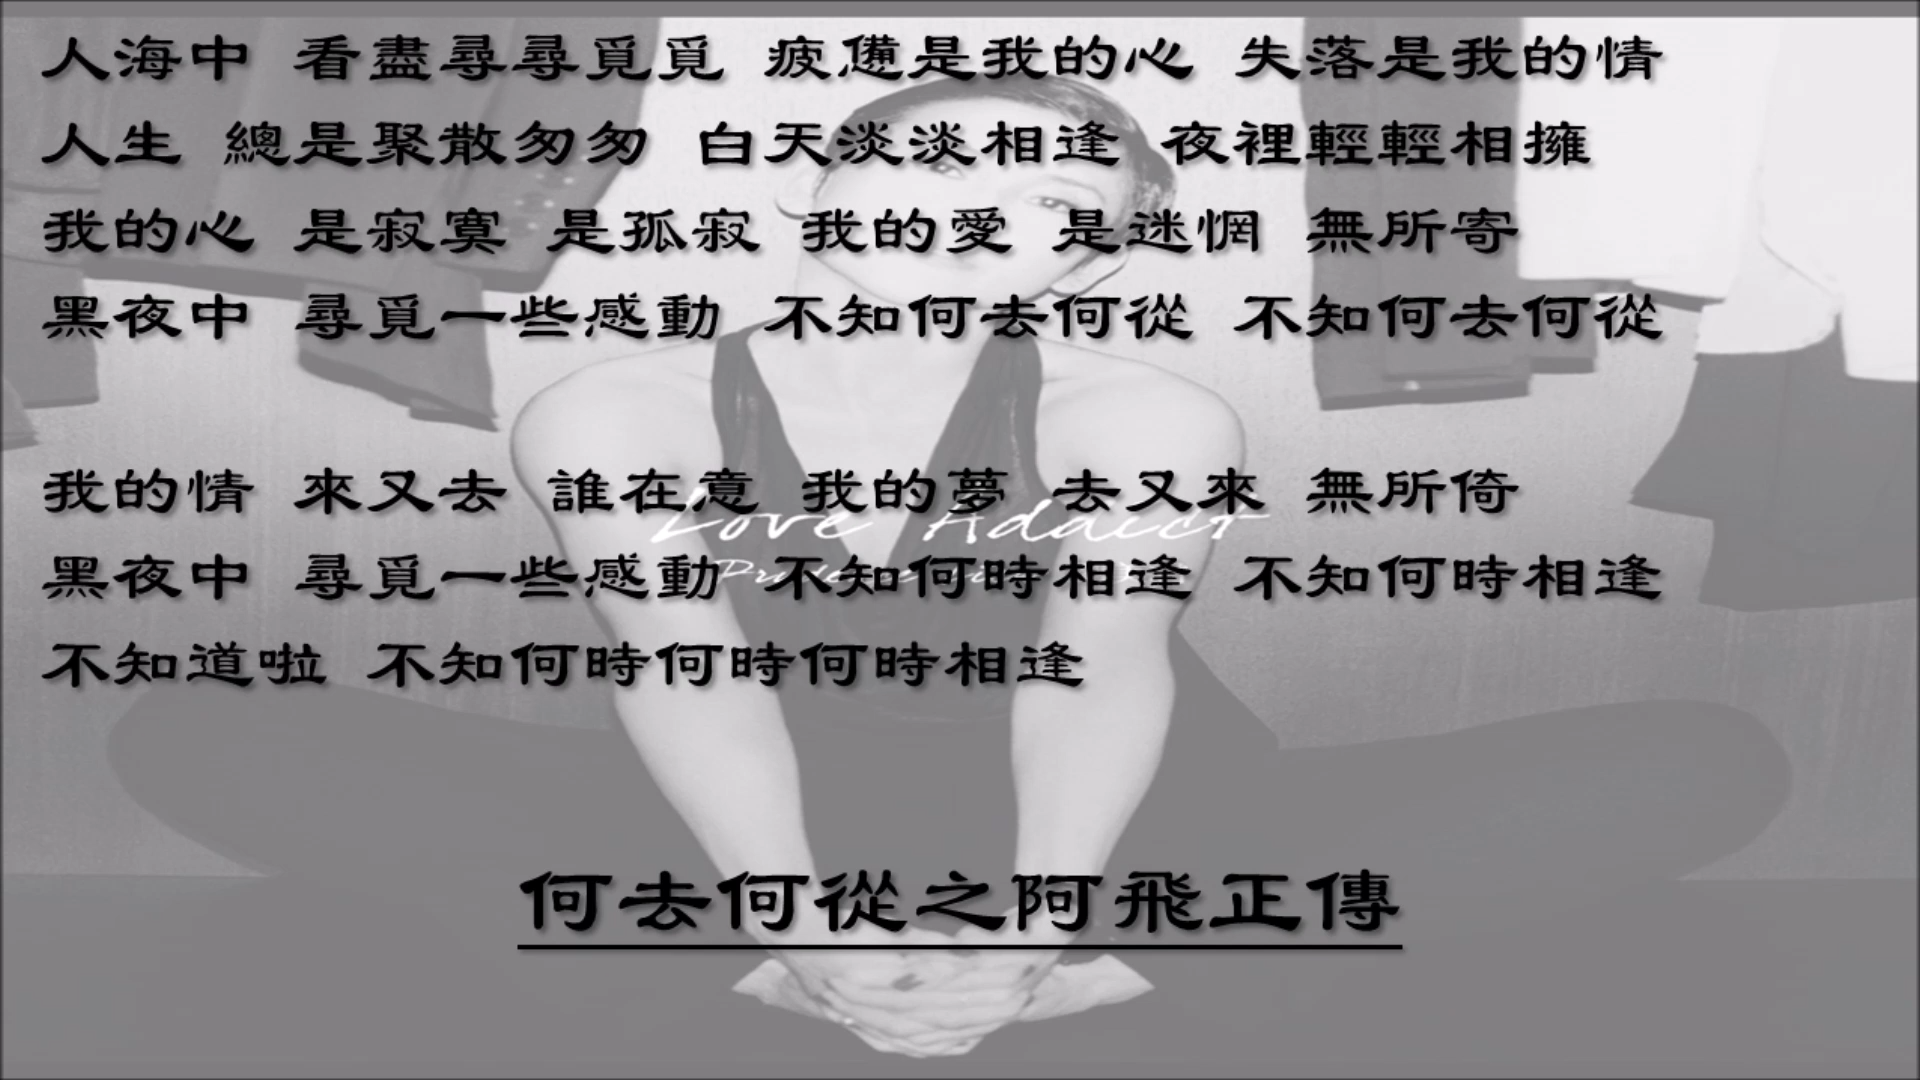 人海中 看盡尋尋覓覓 疲憊是我的心 失落是我的情
人生 總是聚散匆匆 白天淡淡相逢 夜裡輕輕相擁
我的心 是寂寞 是孤寂 我的愛 是迷惘 無所寄
黑夜中 尋覓一些感動 不知何去何從 不知何去何從
我的情 來又去 誰在意 我的夢 去又來 無所倚
Love Addict
黑夜中 尋覓一些感動 不知何時相逢 不知何時相逢
不知道啦 不知何時何時何時相逢
何去何從之阿飛正傳